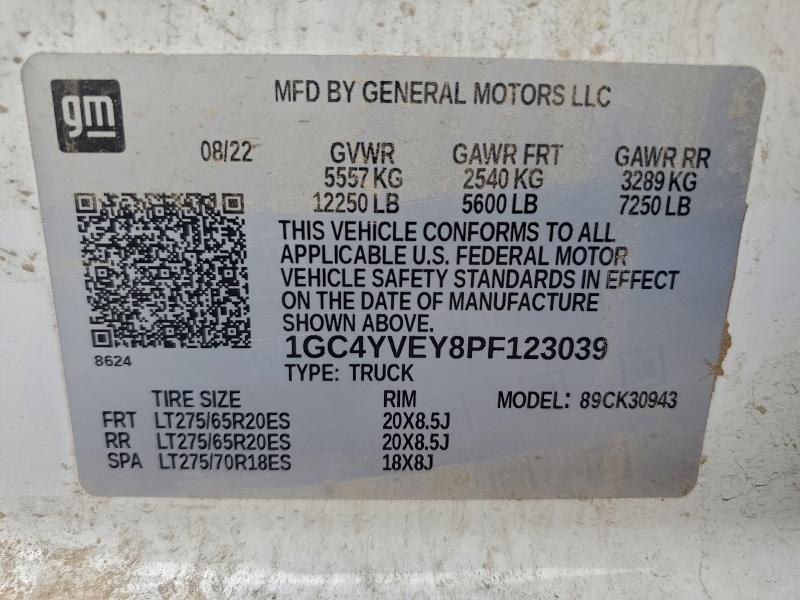 gm
MFD BY GENERAL MOTORS LLC
08/22 GVWR GAWR FRT GAWR RR
5557 KG 2540 KG 3289 KG
12250 LB 5600 LB 7250 LB
THIS VEHICLE CONFORMS TO ALL
APPLICABLE U.S. FEDERAL MOTOR
VEHICLE SAFETY STANDARDS IN EFFECT
ON THE DATE OF MANUFACTURE
SHOWN ABOVE.
8624
1GC4YVEY8PF123039
TYPE: TRUCK
TIRE SIZE RIM MODEL: 89CK30943
FRT LT275/65R20ES 20X8.5J
RR LT275/65R20ES 20X8.5J
SPA LT275/70R18ES 18X8J